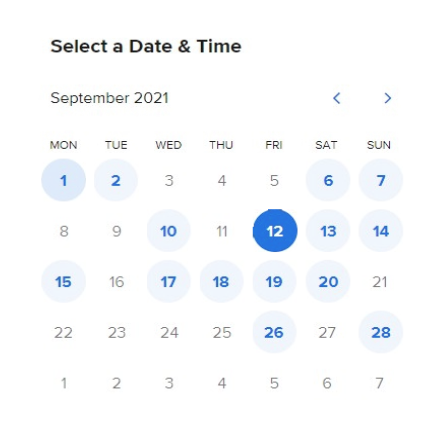 Select a Date & Time
September 2021
MON TUE WED THU FRI SAT SUN
1 2 3 4 5 6 7
8 9 10 11 12 13 14
15 16 17 18 19 20 21
22 23 24 25 26 27 28
1 2 3 4 5 6 7